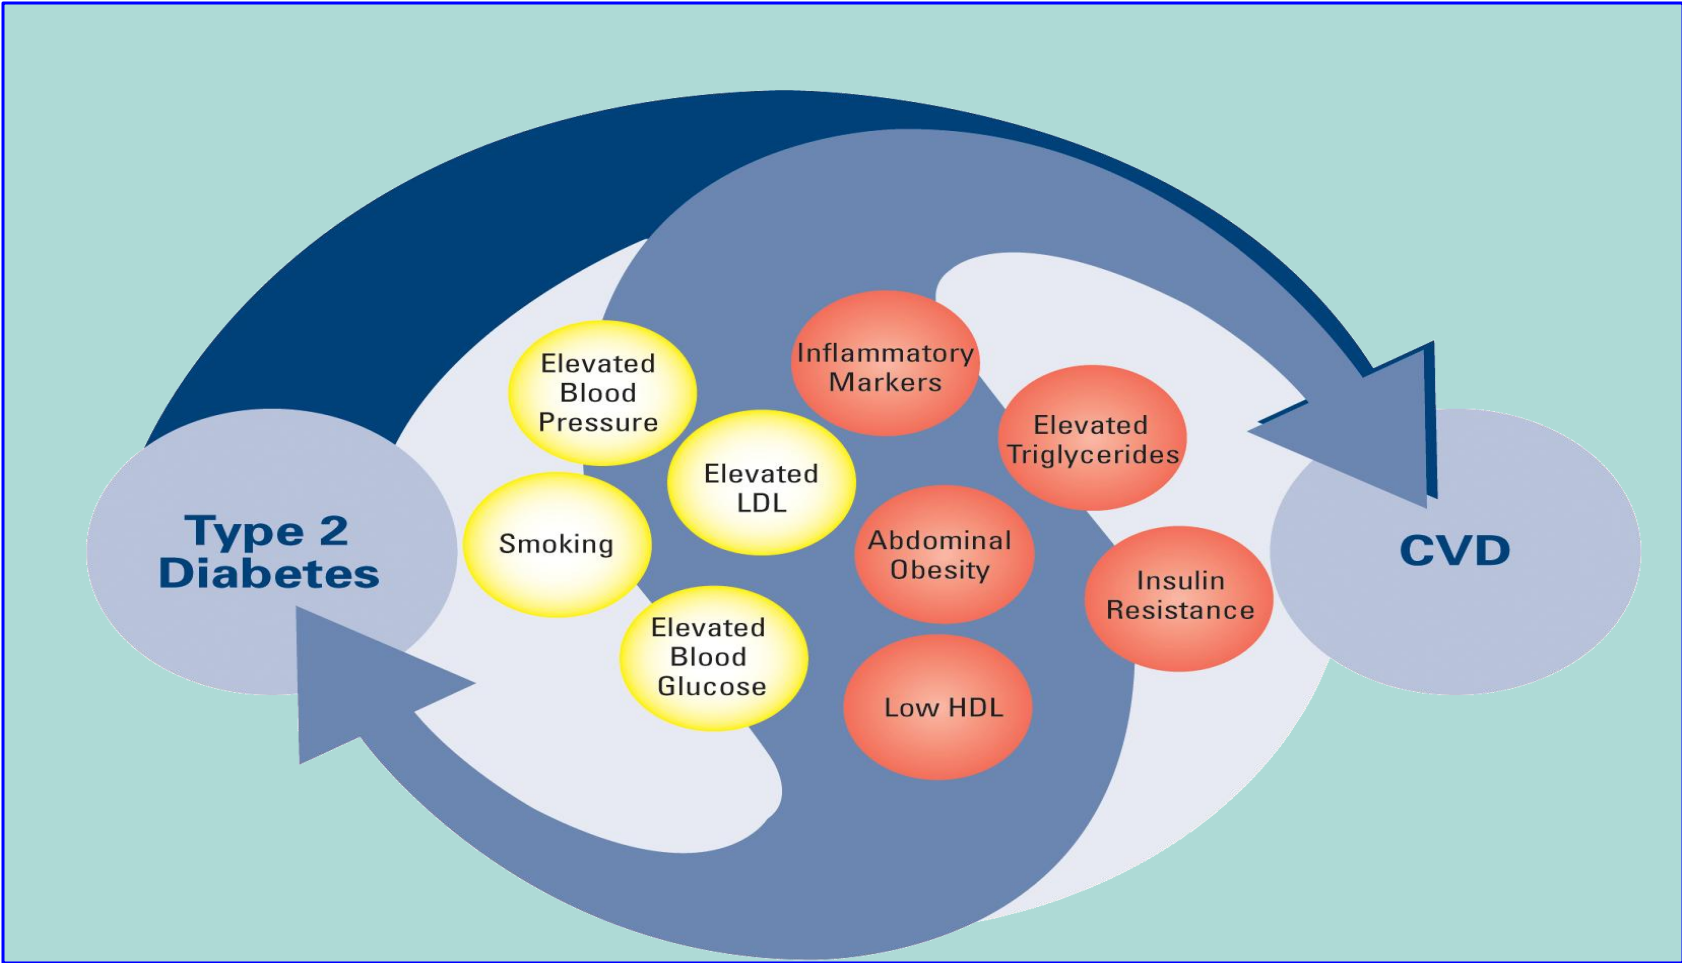 Elevated
Blood
Pressure
Inflammatory
Markers
Elevated
Triglycerides
Elevated
LDL
Smoking
Abdominal
Obesity
Type 2
Diabetes
CVD
Insulin
Resistance
Elevated
Blood
Glucose
Low HDL